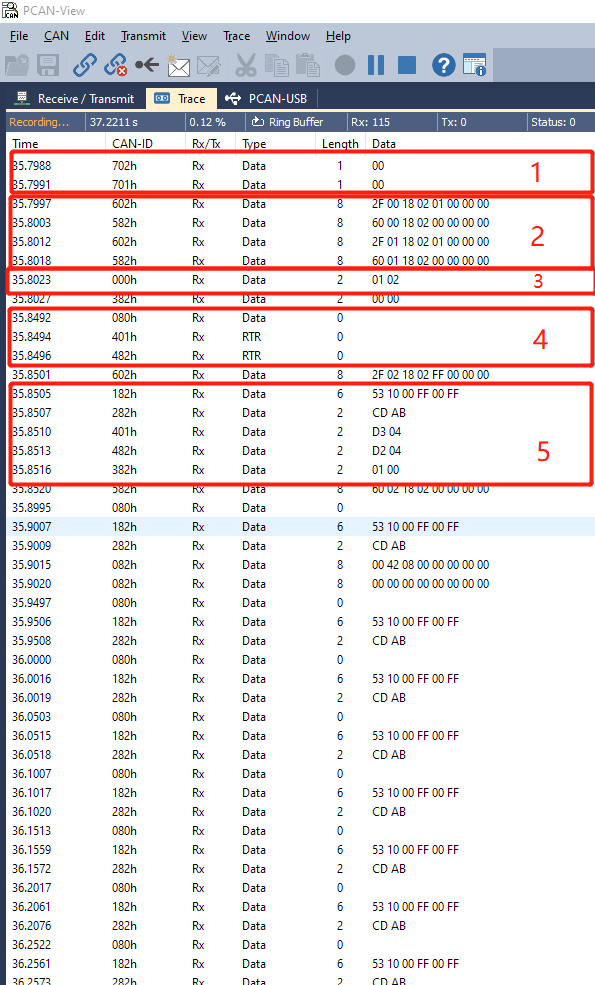 CAN PCAN-View
File CAN Edit Transmit View Trace Window Help
Receive / Transmit Trace PCAN-USB
Recording... 37.2211 s 0.12 % Ring Buffer Rx: 115 Tx: 0 Status: 0
Time CAN-ID Rx/Tx Type Length Data
35.7988 702h Rx Data 1 00
1
35.7991 701h Rx Data 1 00
35.7997 602h Rx Data 8 2F 00 18 02 01 00 00 00
35.8003 582h Rx Data 8 60 00 18 02 00 00 00 00
2
35.8012 602h Rx Data 8 2F 01 18 02 01 00 00 00
35.8018 582h Rx Data 8 60 01 18 02 00 00 00 00
35.8023 000h Rx Data 2 01 02 3
35.8027 382h Rx Data 2 00 00
35.8492 080h Rx Data 0
35.8494 401h Rx RTR 0 4
35.8496 482h Rx RTR 0
35.8501 602h Rx Data 8 2F 02 18 02 FF 00 00 00
35.8505 182h Rx Data 6 53 10 00 FF 00 FF
35.8507 282h Rx Data 2 CD AB
35.8510 401h Rx Data 2 D3 04
35.8513 482h Rx Data 2 D2 04 5
35.8516 382h Rx Data 2 01 00
35.8520 582h Rx Data 8 60 02 18 02 00 00 00 00
35.8995 080h Rx Data 0
35.9007 182h Rx Data 6 53 10 00 FF 00 FF
35.9009 282h Rx Data 2 CD AB
35.9015 082h Rx Data 8 00 42 08 00 00 00 00 00
35.9020 082h Rx Data 8 00 00 00 00 00 00 00 00
35.9497 080h Rx Data 0
35.9506 182h Rx Data 6 53 10 00 FF 00 FF
35.9508 282h Rx Data 2 CD AB
36.0000 080h Rx Data 0
36.0016 182h Rx Data 6 53 10 00 FF 00 FF
36.0019 282h Rx Data 2 CD AB
36.0503 080h Rx Data 0
36.0515 182h Rx Data 6 53 10 00 FF 00 FF
36.0518 282h Rx Data 2 CD AB
36.1007 080h Rx Data 0
36.1017 182h Rx Data 6 53 10 00 FF 00 FF
36.1020 282h Rx Data 2 CD AB
36.1513 080h Rx Data 0
36.1559 182h Rx Data 6 53 10 00 FF 00 FF
36.1572 282h Rx Data 2 CD AB
36.2017 080h Rx Data 0
36.2061 182h Rx Data 6 53 10 00 FF 00 FF
36.2076 282h Rx Data 2 CD AB
36.2522 080h Rx Data 0
36.2561 182h Rx Data 6 53 10 00 FF 00 FF
36.2573 282h Rx Data 2 CD AB